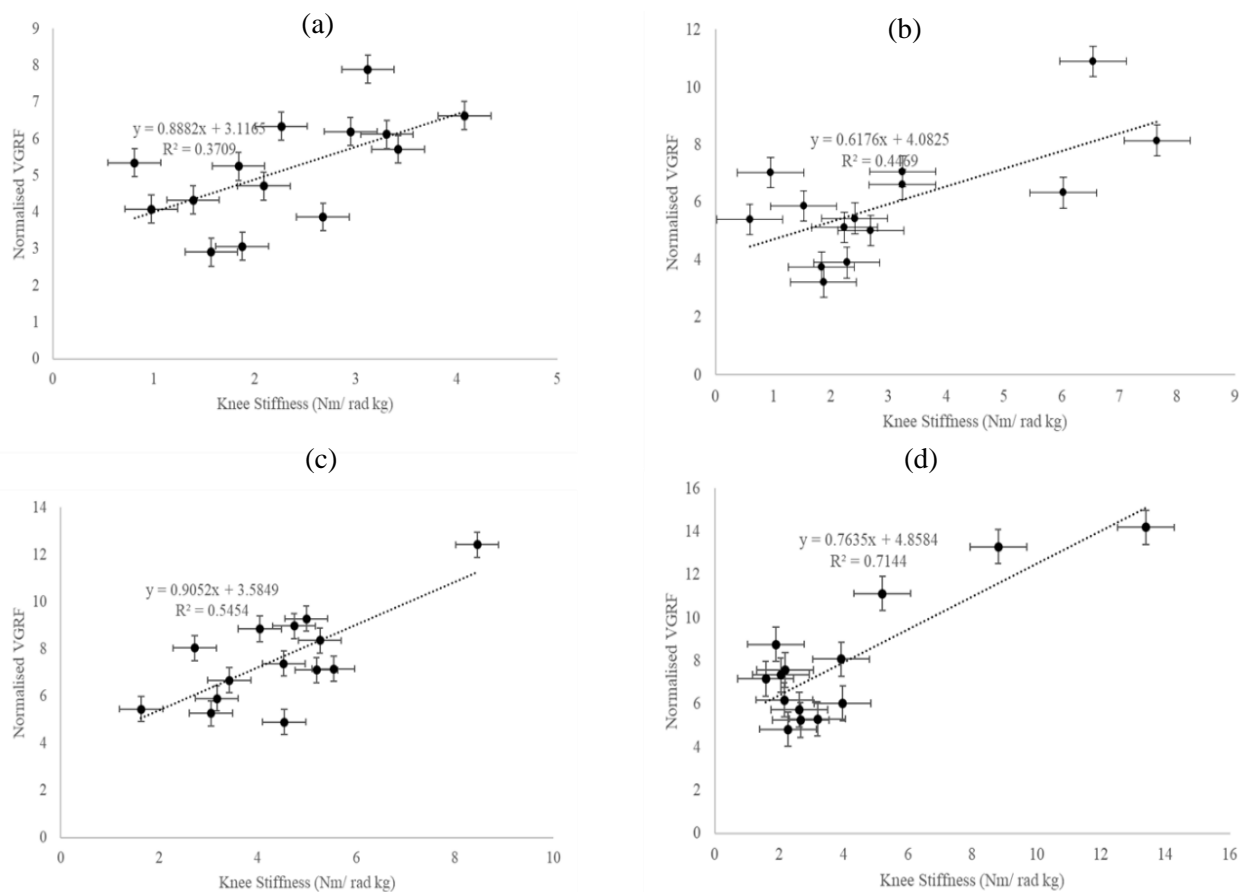 (a)
9
8
7
6
5
4
3
2
1
0
Normalised VGRF
y = 0.8882x + 3.1165
R² = 0.3709
0 1 2 3 4 5
Knee Stiffness (Nm/ rad kg)
(b)
12
10
8
6
4
2
0
Normalised VGRF
y = 0.6176x + 4.0825
R² = 0.4469
0 1 2 3 4 5 6 7 8 9
Knee Stiffness (Nm/ rad kg)
(c)
14
12
10
8
6
4
2
0
Normalised VGRF
y = 0.9052x + 3.5849
R² = 0.5454
0 2 4 6 8 10
Knee Stiffness (Nm/ rad kg)
(d)
16
14
12
10
8
6
4
2
0
Normalised VGRF
y = 0.7635x + 4.8584
R² = 0.7144
0 2 4 6 8 10 12 14 16
Knee Stiffness (Nm/ rad kg)